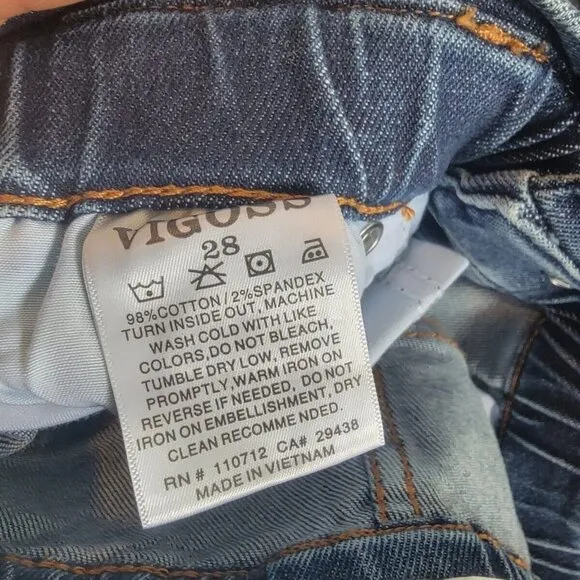 VIGOSS
28
98%COTTON/2%SPANDEX
TURN INSIDE OUT, MACHINE
WASH COLD WITH LIKE
COLORS, DO NOT BLEACH,
TUMBLE DRY LOW, REMOVE
PROMPTLY, WARM IRON ON
REVERSE IF NEEDED, DO NOT
IRON ON EMBELLISHMENT, DRY
CLEAN RECOMMENDED.
RN # 110712 CA# 29438
MADE IN VIETNAM